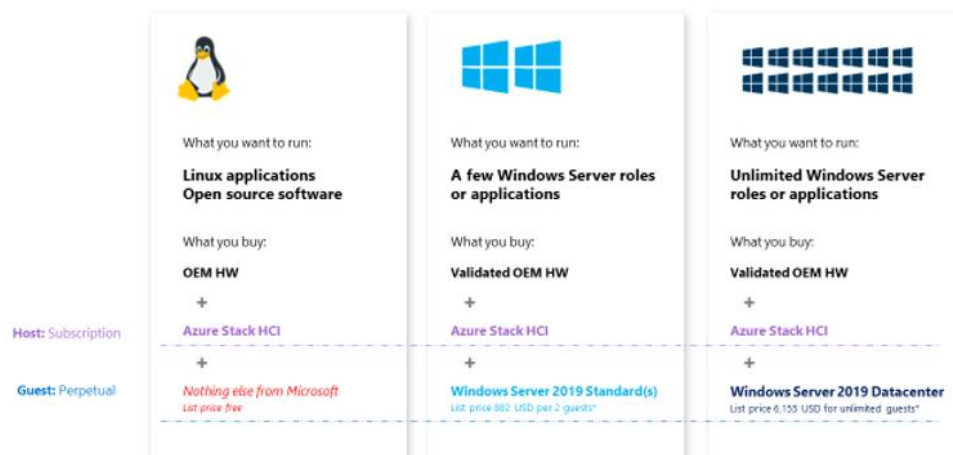 What you want to run:
Linux applications
Open source software
What you buy:
OEM HW
+
Azure Stack HCI
+
Nothing else from Microsoft
List price free
What you want to run:
A few Windows Server roles
or applications
What you buy:
Validated OEM HW
+
Azure Stack HCI
+
Windows Server 2019 Standard(s)
List price 882 USD per 2 guests*
What you want to run:
Unlimited Windows Server
roles or applications
What you buy:
Validated OEM HW
+
Azure Stack HCI
+
Windows Server 2019 Datacenter
List price 6,155 USD for unlimited guests*
Host: Subscription
Guest: Perpetual